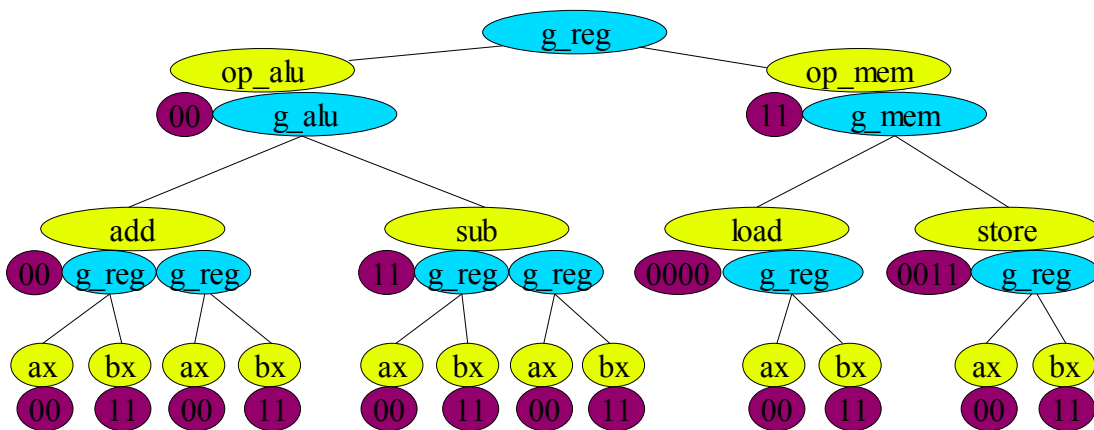 g_reg
op_alu op_mem
00 g_alu 11 g_mem
add sub load store
00 g_reg g_reg 11 g_reg g_reg 0000 g_reg 0011 g_reg
ax bx ax bx ax bx ax bx ax bx ax bx
00 11 00 11 00 11 00 11 00 11 00 11